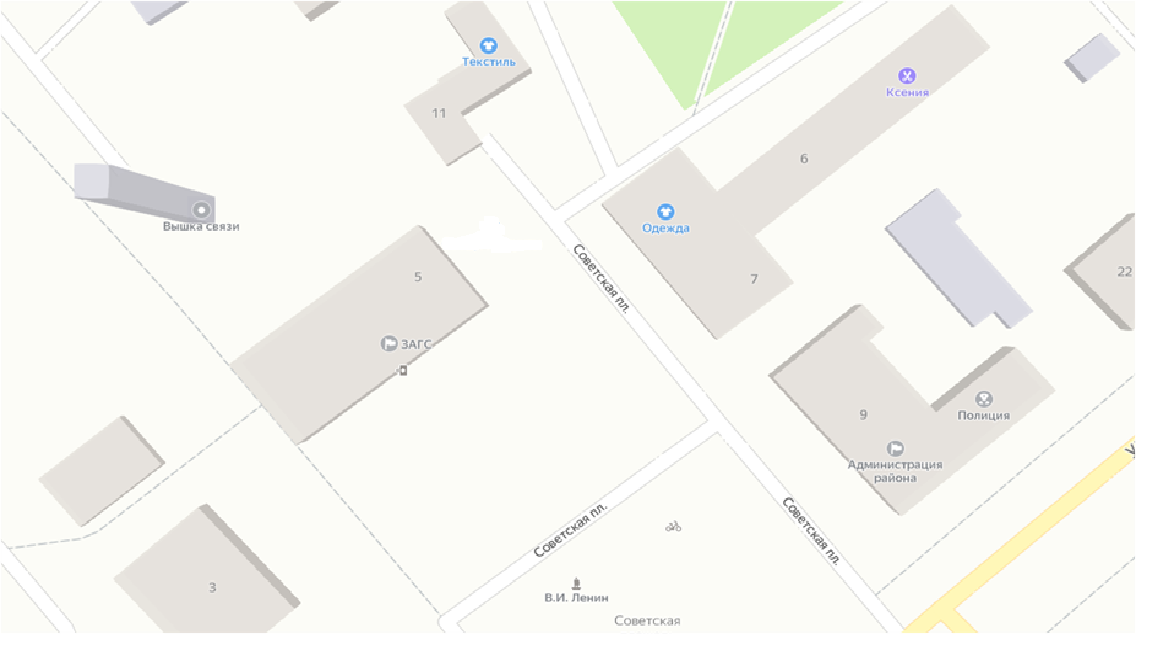 Текстиль
11
Ксения
6
Одежда
7
Вышка связи
5
ЗАГС
Советская пл.
22
9
Полиция
Администрация
района
Советская пл.
Советская пл.
3
В.И. Ленин
Советская